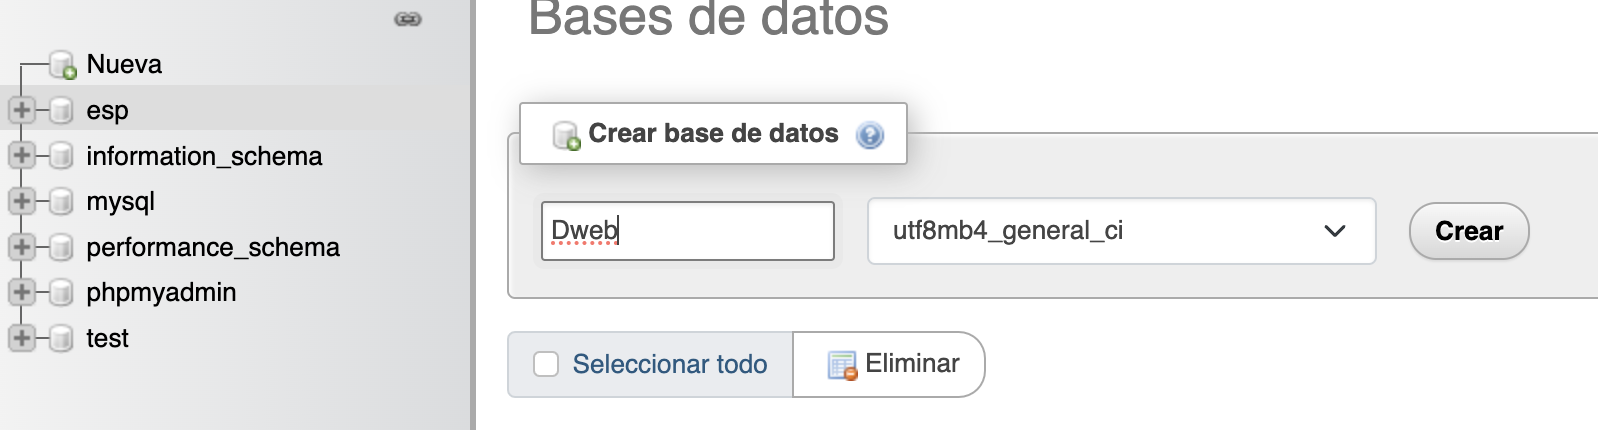 Nueva
esp
information_schema
mysql
performance_schema
phpmyadmin
test
Bases de datos
Crear base de datos
Dweb
utf8mb4_general_ci
Crear
Seleccionar todo
Eliminar